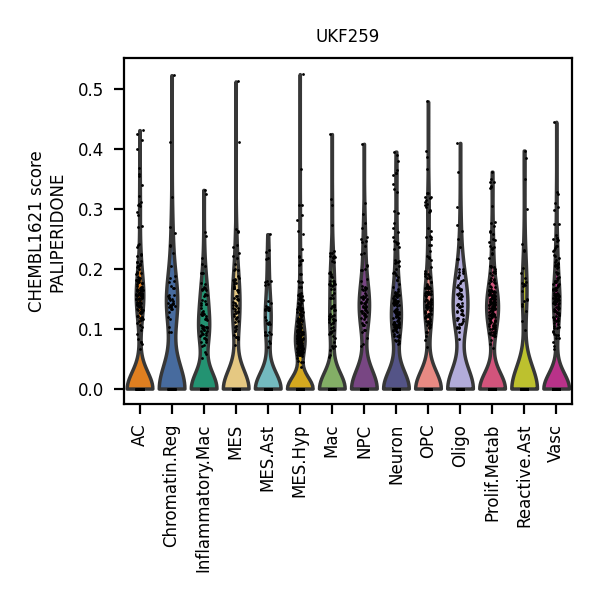 UKF259
CHEMBL1621 score
PALIPERIDONE
0.5
0.4
0.3
0.2
0.1
0.0
AC
Chromatin.Reg
Inflammatory.Mac
MES
MES.Ast
MES.Hyp
Mac
NPC
Neuron
OPC
Oligo
Prolif.Metab
Reactive.Ast
Vasc